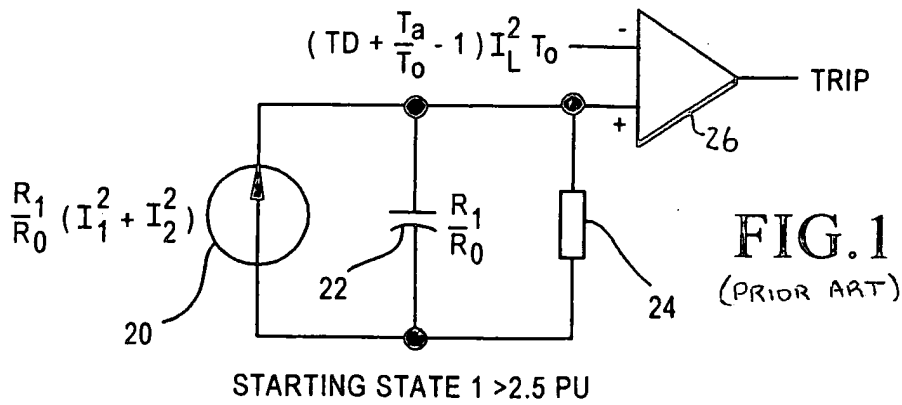 (TD + Ta/To - 1) I_L^2 To
-
TRIP
+
26
R1/R0 (I1^2 + I2^2)
R1/R0
22
24
20
FIG.1
(PRIOR ART)
STARTING STATE 1 >2.5 PU